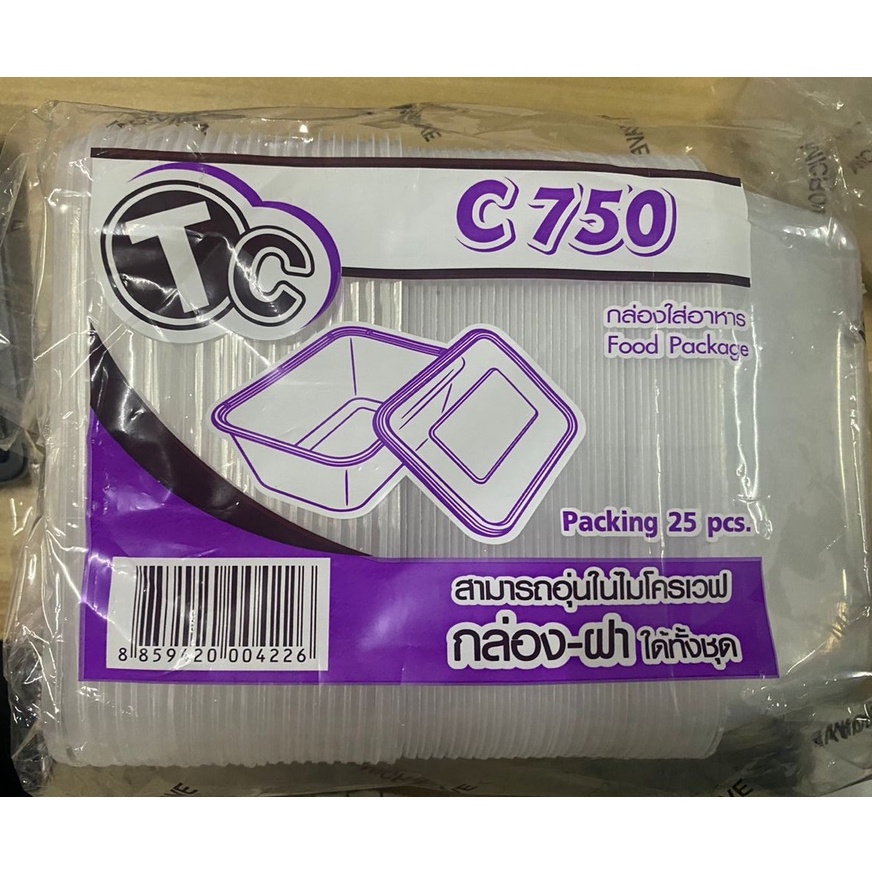 TC
C 750
กล่องใส่อาหาร
Food Package
Packing 25 pcs.
สามารถอุ่นในไมโครเวฟ
กล่อง-ฝา ได้ทั้งชุด
8 859420 004226